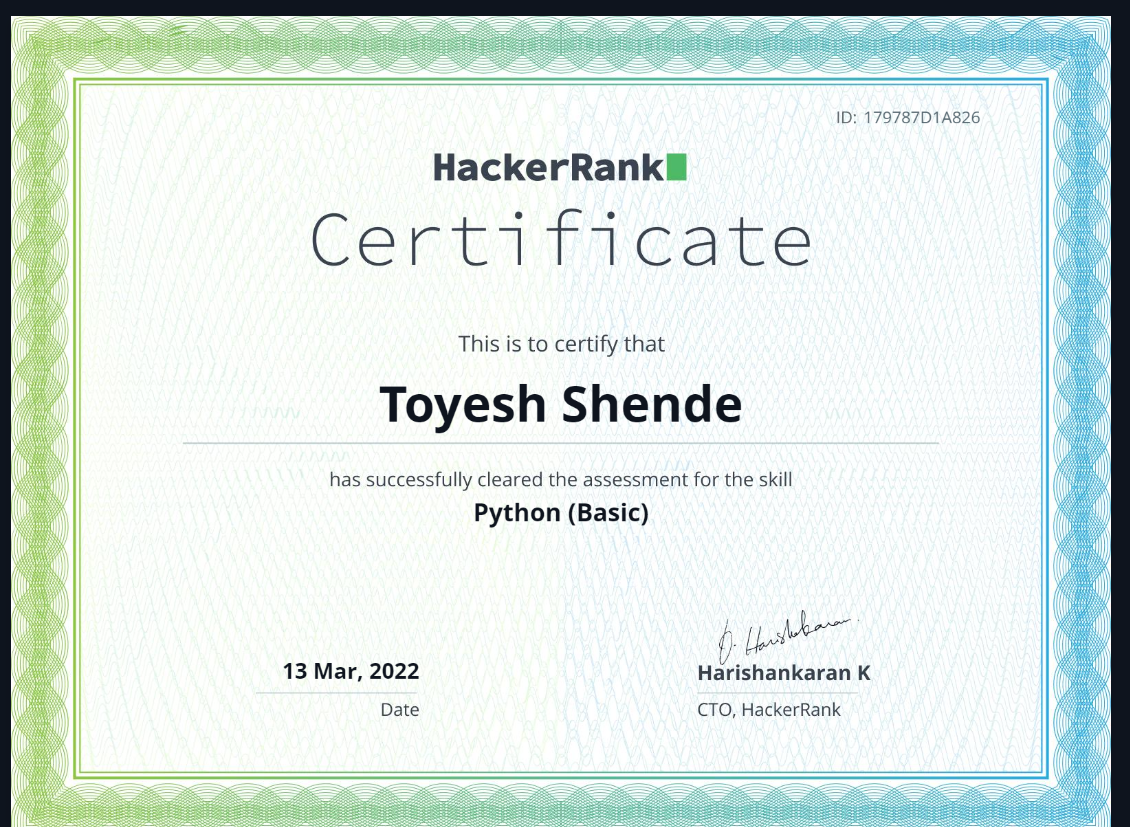 ID: 179787D1A826
HackerRank
Certificate
This is to certify that
Toyesh Shende
has successfully cleared the assessment for the skill
Python (Basic)
13 Mar, 2022
Date
Harishankaran K
CTO, HackerRank